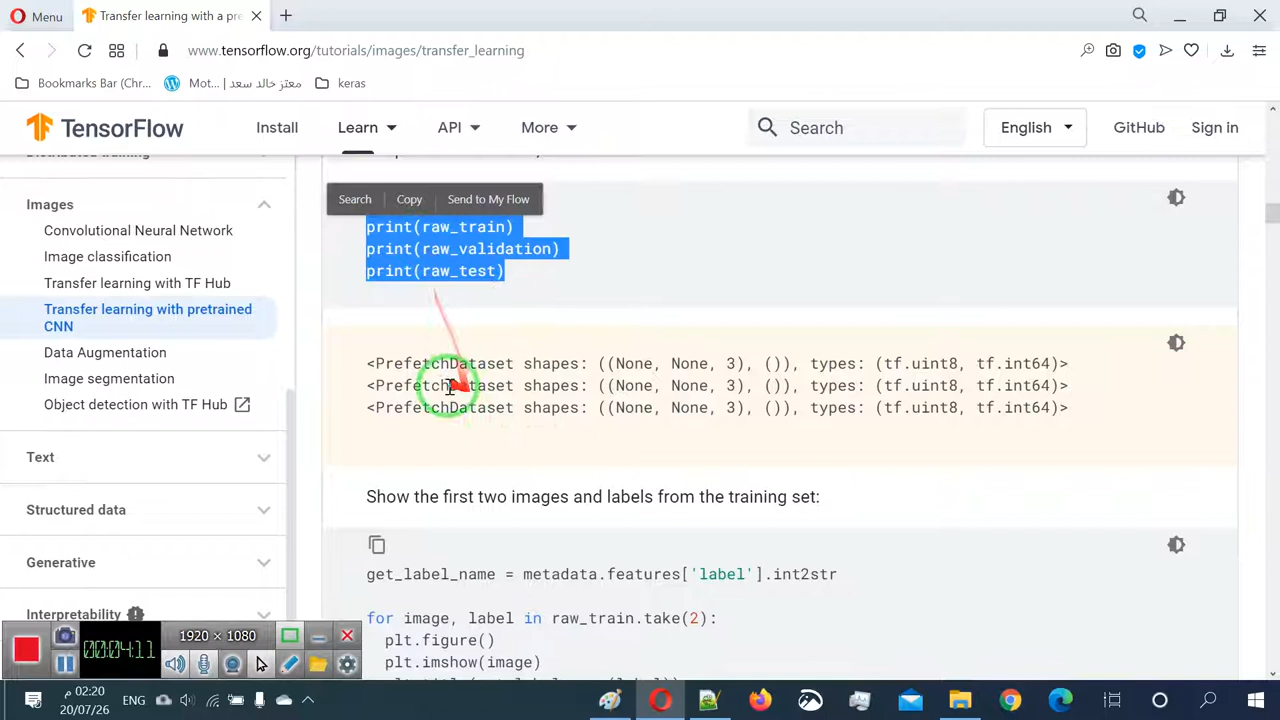 Menu
Transfer learning with a pre
www.tensorflow.org/tutorials/images/transfer_learning
Bookmarks Bar (Chr...
Mot... | معتز خالد سعد
keras
TensorFlow
Install
Learn
API
More
Search
English
GitHub
Sign in
Images
Convolutional Neural Network
Image classification
Transfer learning with TF Hub
Transfer learning with pretrained
CNN
Data Augmentation
Image segmentation
Object detection with TF Hub
Text
Structured data
Generative
Interpretability
Search
Copy
Send to My Flow
print(raw_train)
print(raw_validation)
print(raw_test)
<PrefetchDataset shapes: ((None, None, 3), ()), types: (tf.uint8, tf.int64)>
<PrefetchDataset shapes: ((None, None, 3), ()), types: (tf.uint8, tf.int64)>
<PrefetchDataset shapes: ((None, None, 3), ()), types: (tf.uint8, tf.int64)>
Show the first two images and labels from the training set:
get_label_name = metadata.features['label'].int2str
for image, label in raw_train.take(2):
plt.figure()
plt.imshow(image)
00:04:11
1920 × 1080
ENG
02:20 م
20/07/26